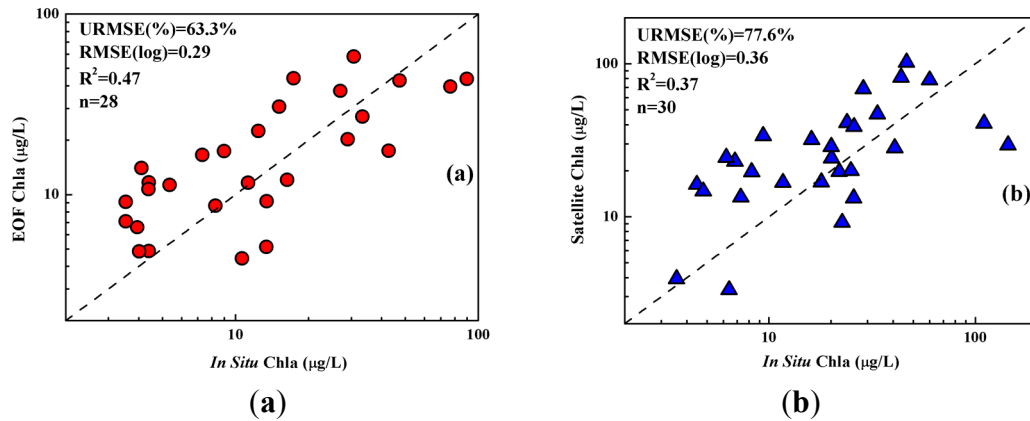 URMSE(%)=63.3%
RMSE(log)=0.29
R²=0.47
n=28
(a)
100
10
EOF Chla (µg/L)
10
100
In Situ Chla (µg/L)
(a)
URMSE(%)=77.6%
RMSE(log)=0.36
R²=0.37
n=30
(b)
100
10
Satellite Chla (µg/L)
10
100
In Situ Chla (µg/L)
(b)